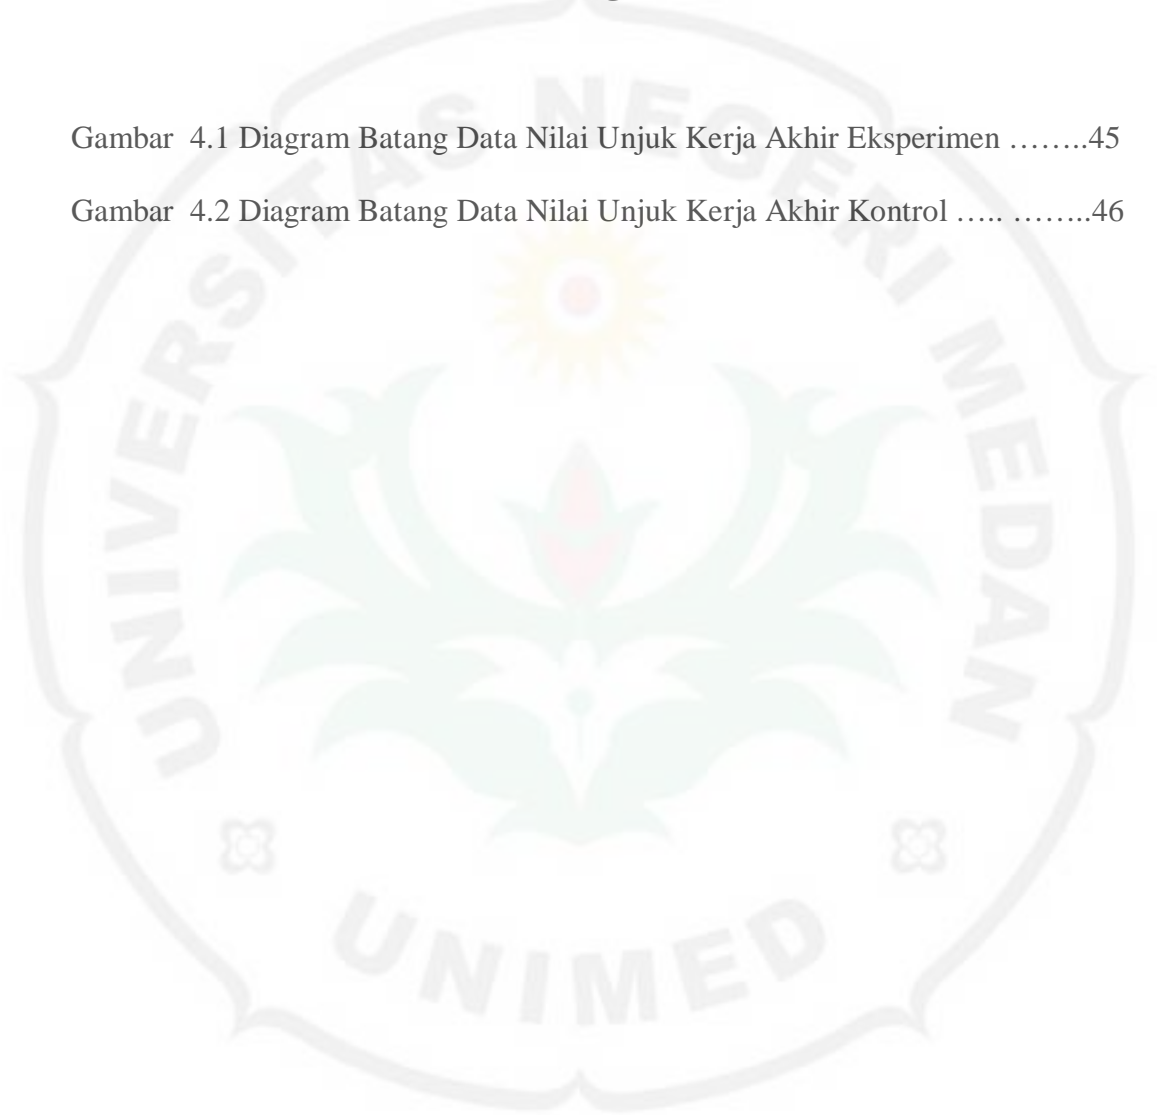 Gambar  4.1 Diagram Batang Data Nilai Unjuk Kerja Akhir Eksperimen ……..45
Gambar  4.2 Diagram Batang Data Nilai Unjuk Kerja Akhir Kontrol ….. ……..46
UNIVERSITAS NEGERI MEDAN
UNIMED